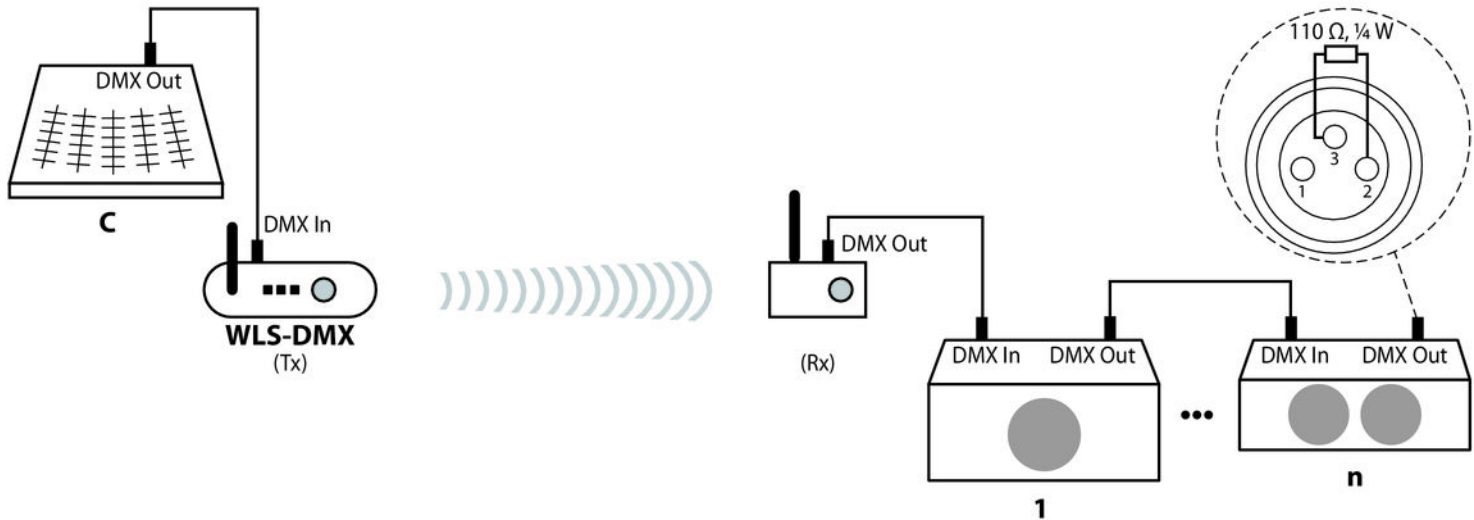 DMX Out
C
DMX In
WLS-DMX
(Tx)
DMX Out
(Rx)
DMX In DMX Out
1
DMX In DMX Out
n
110 Ω, ¼ W
3
1
2